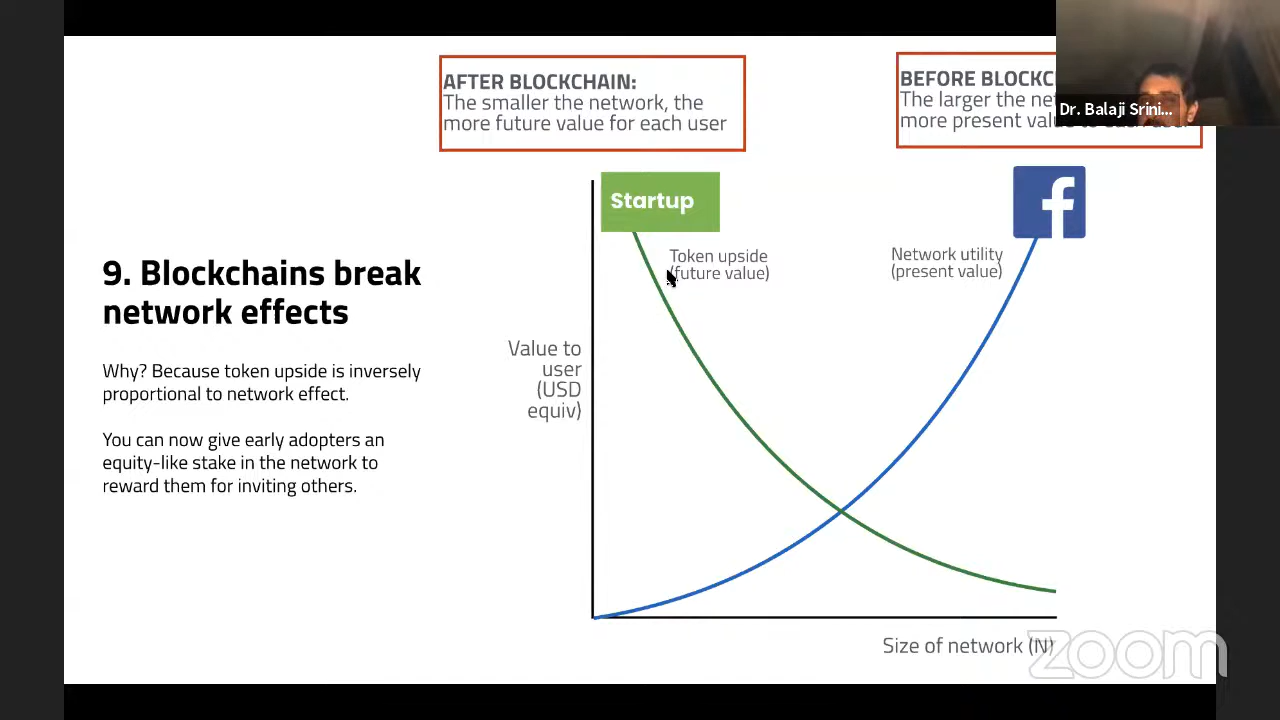 AFTER BLOCKCHAIN:
The smaller the network, the
more future value for each user
BEFORE
The larger the
more present
Dr. Balaji Srini...
Startup
f
Token upside
(future value)
Network utility
(present value)
9. Blockchains break
network effects
Why? Because token upside is inversely
proportional to network effect.
You can now give early adopters an
equity-like stake in the network to
reward them for inviting others.
Value to
user
(USD
equiv)
Size of network (N)
zoom